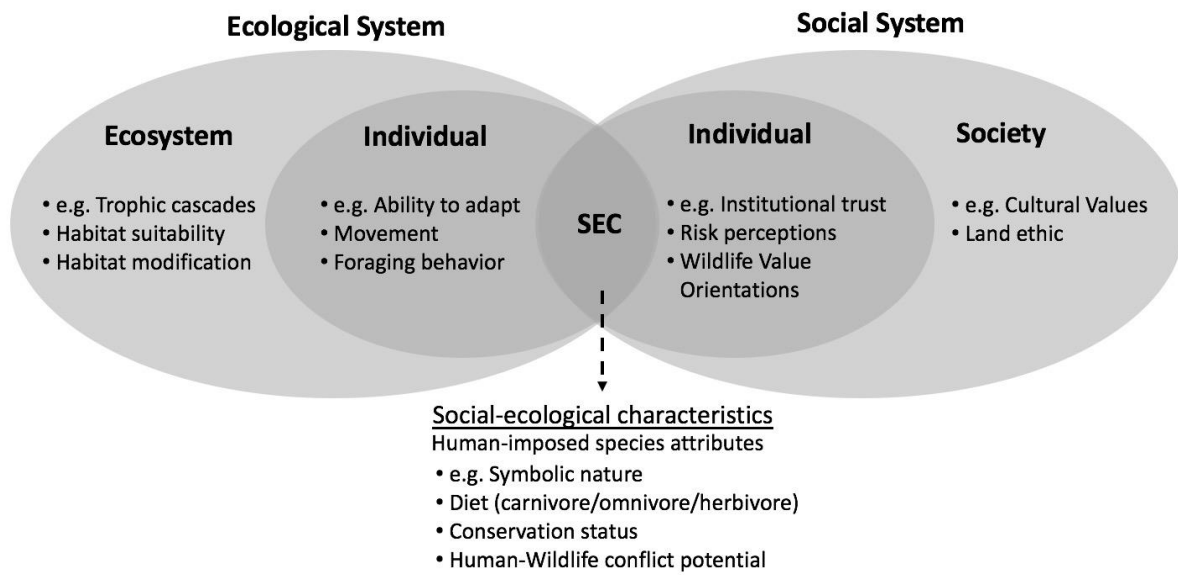 Ecological System
Social System
Ecosystem
• e.g. Trophic cascades
• Habitat suitability
• Habitat modification
Individual
• e.g. Ability to adapt
• Movement
• Foraging behavior
SEC
Individual
• e.g. Institutional trust
• Risk perceptions
• Wildlife Value
Orientations
Society
• e.g. Cultural Values
• Land ethic
Social-ecological characteristics
Human-imposed species attributes
• e.g. Symbolic nature
• Diet (carnivore/omnivore/herbivore)
• Conservation status
• Human-Wildlife conflict potential